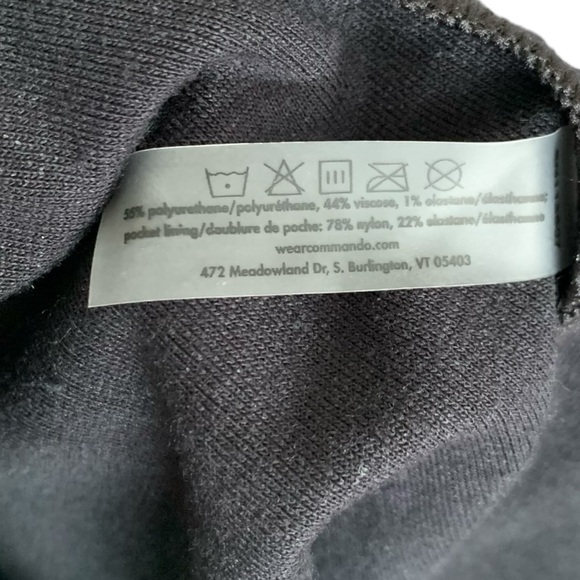 55% polyurethane/polyuréthane, 44% viscose, 1% elastane/élasthanne;
pocket lining/doublure de poche: 78% nylon, 22% elastane/élasthanne
wearcommando.com
472 Meadowland Dr, S. Burlington, VT 05403